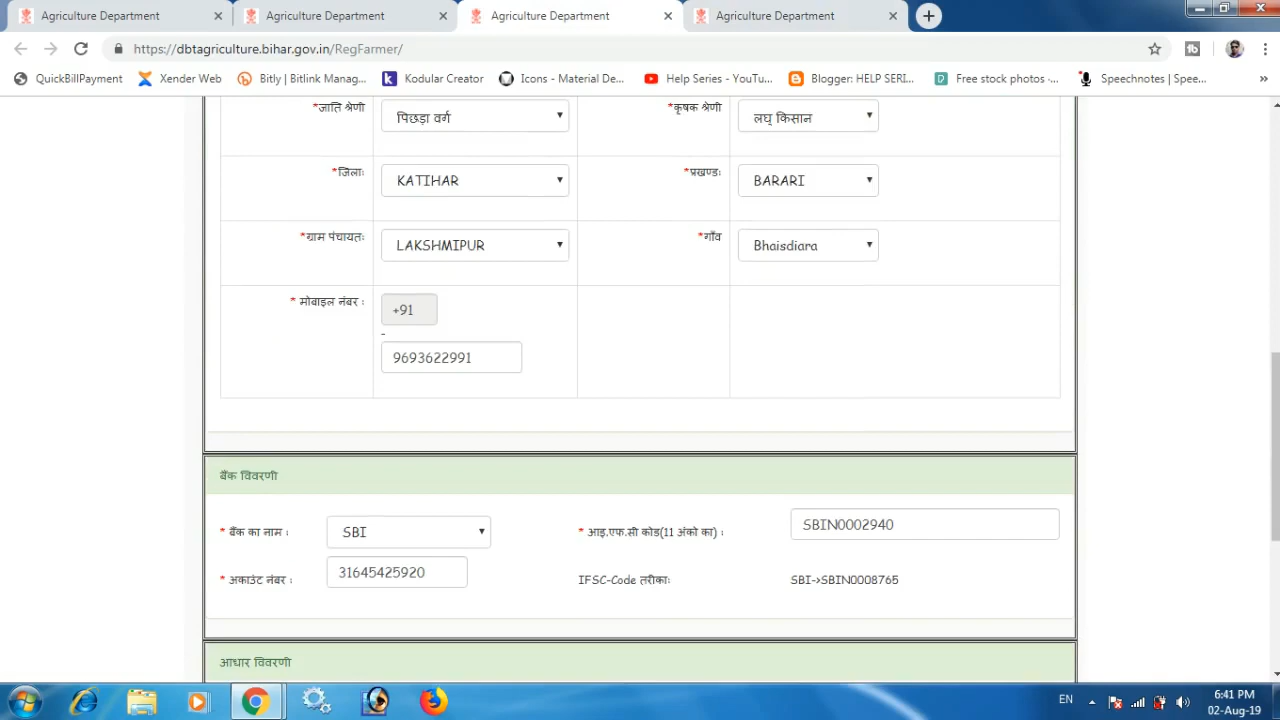 Agriculture Department Agriculture Department Agriculture Department Agriculture Department
https://dbtagriculture.bihar.gov.in/RegFarmer/
QuickBillPayment Xender Web Bitly | Bitlink Manag... Kodular Creator Icons - Material De... Help Series - YouTu... Blogger: HELP SERI... Free stock photos -... Speechnotes | Spee... »
*जाति श्रेणी पिछड़ा वर्ग *कृषक श्रेणी लघु किसान
*जिलाः KATIHAR *प्रखण्डः BARARI
*ग्राम पंचायतः LAKSHMIPUR *गाँव Bhaisdiara
* मोबाइल नंबर : +91
-
9693622991
बैंक विवरणी
* बैंक का नाम : SBI * आइ.एफ.सी कोड(11 अंको का) : SBIN0002940
* अकाउंट नंबर : 31645425920 IFSC-Code तरीकाः SBI->SBIN0008765
आधार विवरणी
EN 6:41 PM
02-Aug-19